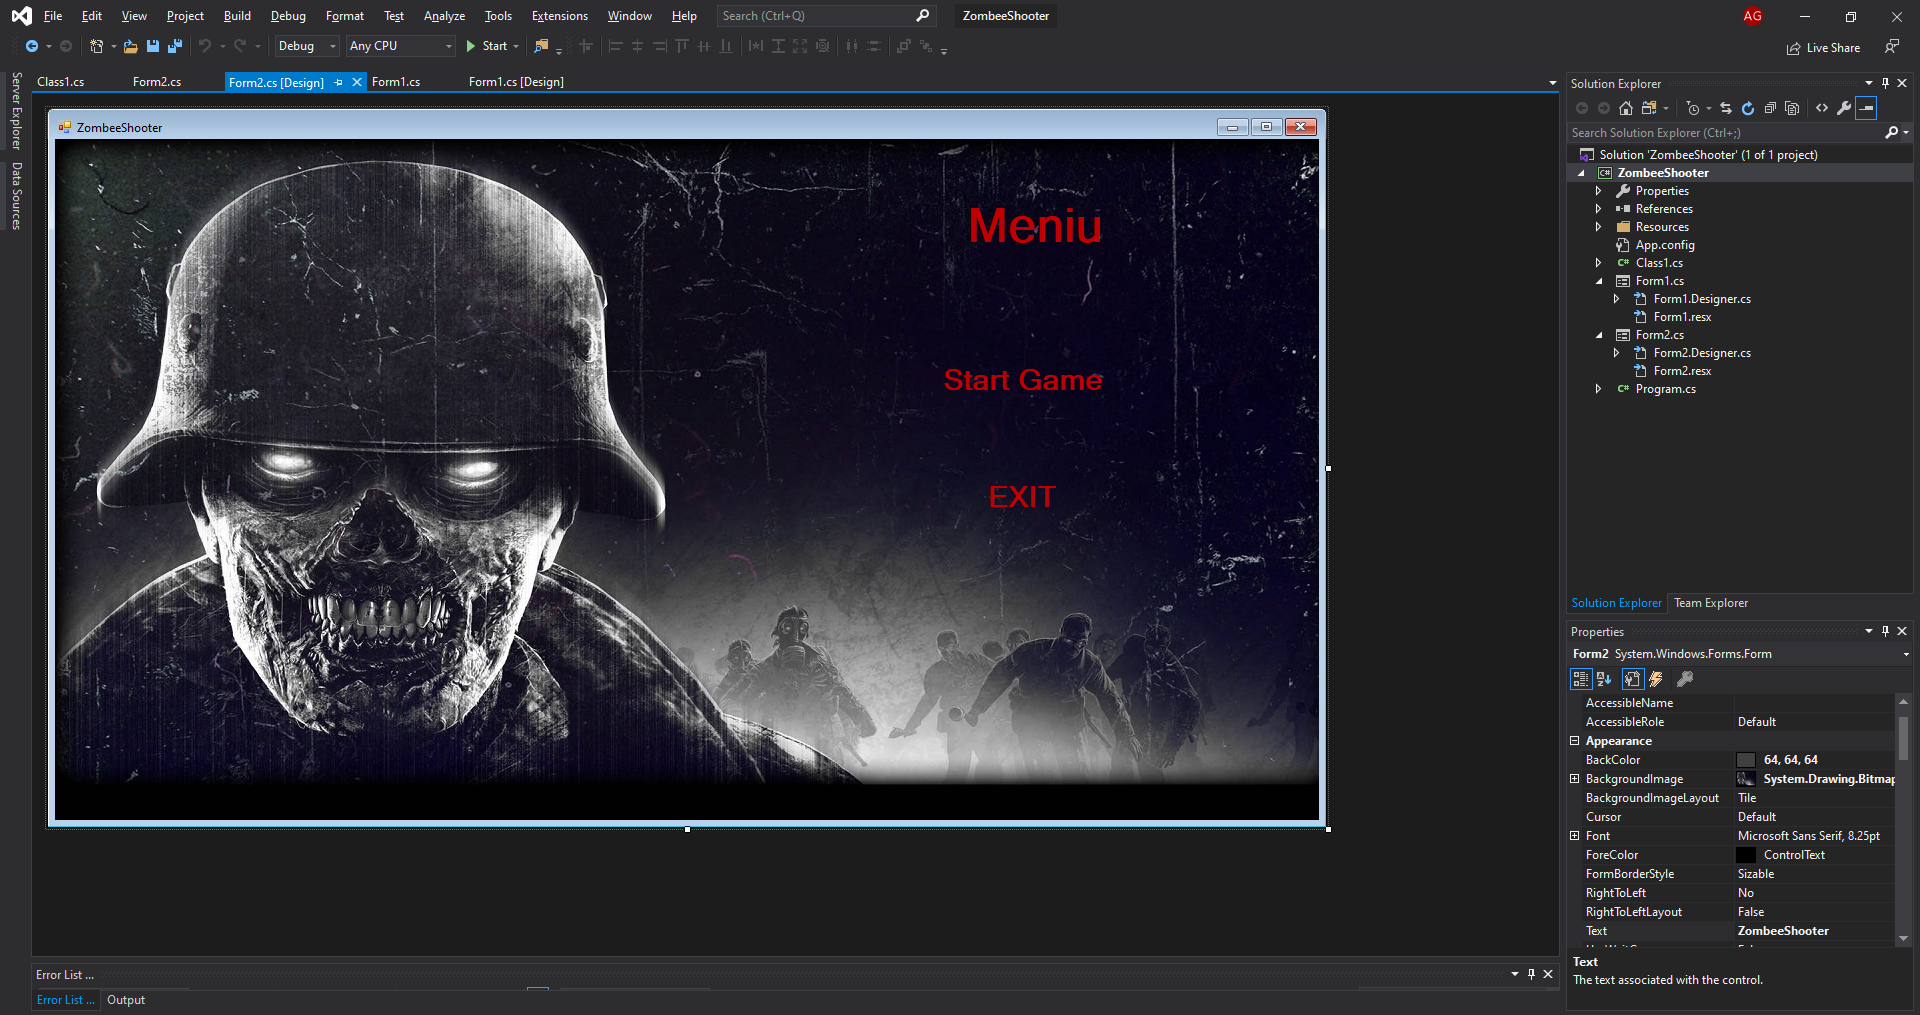 File Edit View Project Build Debug Format Test Analyze Tools Extensions Window Help Search (Ctrl+Q) ZombeeShooter AG
Debug Any CPU Start Live Share
Server Explorer
Data Sources
Class1.cs Form2.cs Form2.cs [Design] Form1.cs Form1.cs [Design]
ZombeeShooter
Meniu
Start Game
EXIT
Solution Explorer
Search Solution Explorer (Ctrl+;)
Solution 'ZombeeShooter' (1 of 1 project)
C# ZombeeShooter
Properties
References
Resources
App.config
C# Class1.cs
Form1.cs
Form1.Designer.cs
Form1.resx
Form2.cs
Form2.Designer.cs
Form2.resx
C# Program.cs
Solution Explorer Team Explorer
Properties
Form2 System.Windows.Forms.Form
AccessibleName
AccessibleRole Default
Appearance
BackColor 64, 64, 64
BackgroundImage System.Drawing.Bitmap
BackgroundImageLayout Tile
Cursor Default
Font Microsoft Sans Serif, 8.25pt
ForeColor ControlText
FormBorderStyle Sizable
RightToLeft No
RightToLeftLayout False
Text ZombeeShooter
Text
The text associated with the control.
Error List ...
Error List ... Output